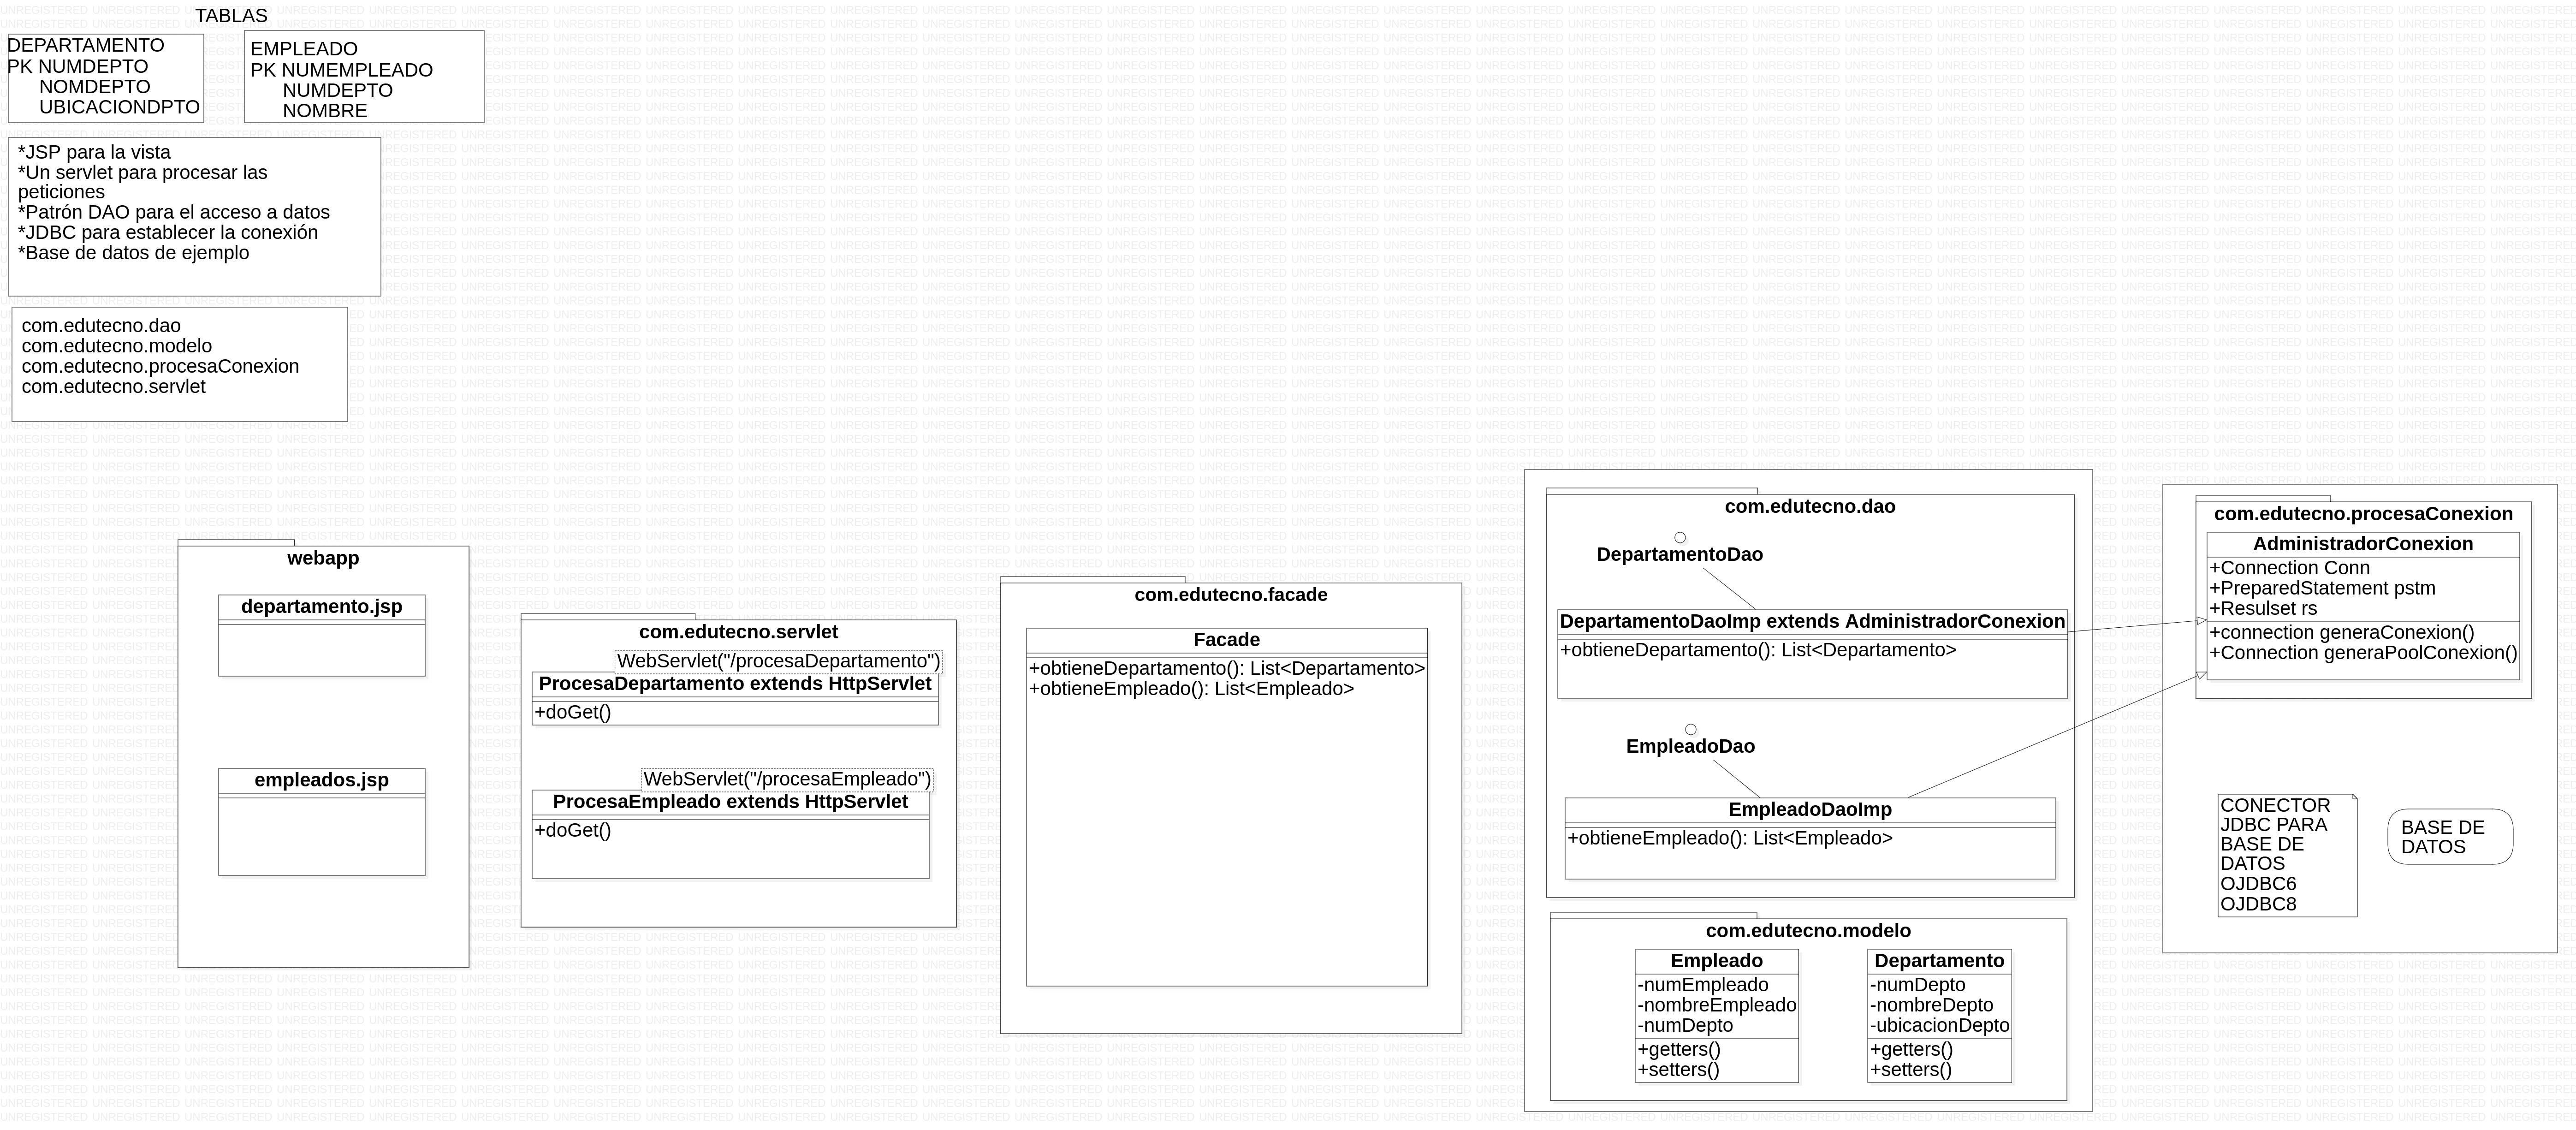 TABLAS
DEPARTAMENTO
PK NUMDEPTO
NOMDEPTO
UBICACIONDPTO
EMPLEADO
PK NUMEMPLEADO
NUMDEPTO
NOMBRE
*JSP para la vista
*Un servlet para procesar las
peticiones
*Patrón DAO para el acceso a datos
*JDBC para establecer la conexión
*Base de datos de ejemplo
com.edutecno.dao
com.edutecno.modelo
com.edutecno.procesaConexion
com.edutecno.servlet
webapp
departamento.jsp
empleados.jsp
com.edutecno.servlet
WebServlet("/procesaDepartamento")
ProcesaDepartamento extends HttpServlet
+doGet()
WebServlet("/procesaEmpleado")
ProcesaEmpleado extends HttpServlet
+doGet()
com.edutecno.facade
Facade
+obtieneDepartamento(): List<Departamento>
+obtieneEmpleado(): List<Empleado>
com.edutecno.dao
DepartamentoDao
DepartamentoDaoImp extends AdministradorConexion
+obtieneDepartamento(): List<Departamento>
EmpleadoDao
EmpleadoDaoImp
+obtieneEmpleado(): List<Empleado>
com.edutecno.modelo
Empleado
-numEmpleado
-nombreEmpleado
-numDepto
+getters()
+setters()
Departamento
-numDepto
-nombreDepto
-ubicacionDepto
+getters()
+setters()
com.edutecno.procesaConexion
AdministradorConexion
+Connection Conn
+PreparedStatement pstm
+Resulset rs
+connection generaConexion()
+Connection generaPoolConexion()
CONECTOR
JDBC PARA
BASE DE
DATOS
OJDBC6
OJDBC8
BASE DE
DATOS